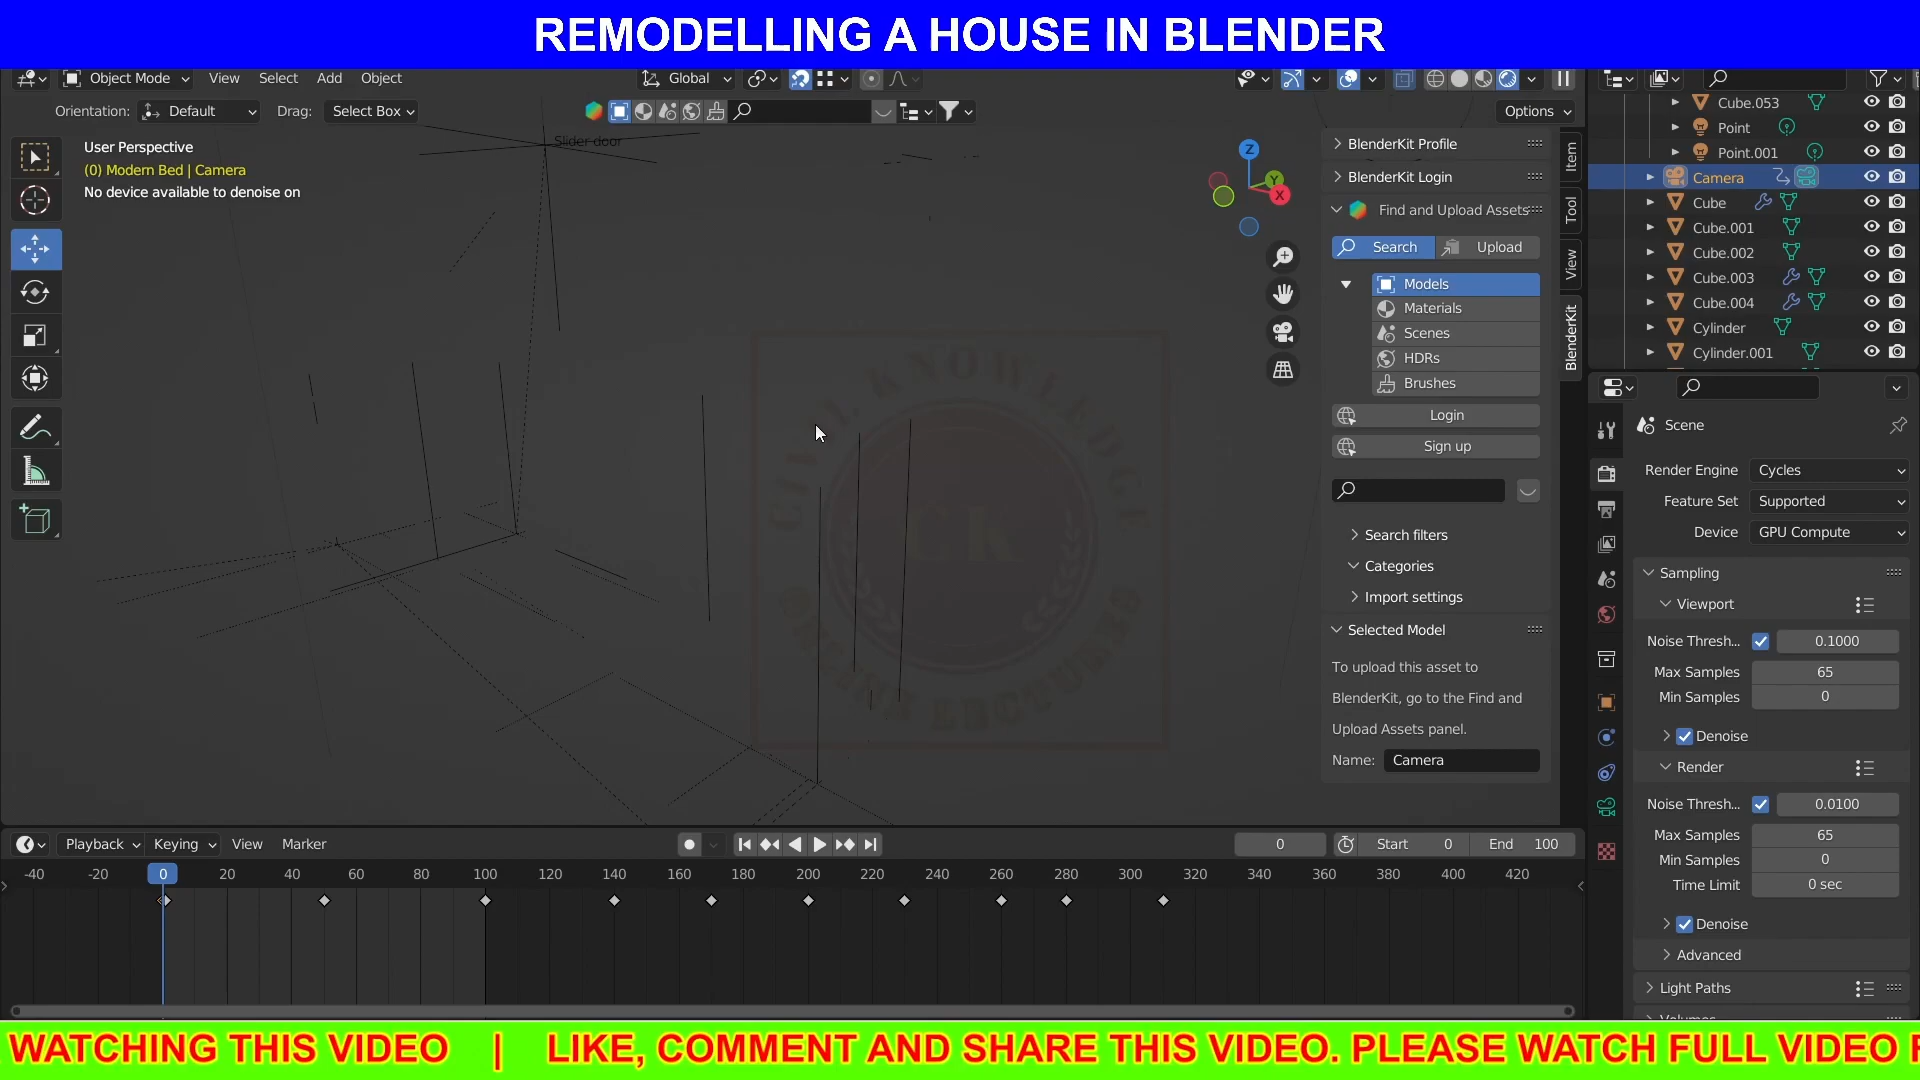 REMODELLING A HOUSE IN BLENDER
Object Mode View Select Add Object Global
Orientation: Default Drag: Select Box Options
User Perspective
(0) Modern Bed | Camera
No device available to denoise on
Slider door
Z
Y
X
CIVIL KNOWLEDGE
CK
ONLINE LECTURES
BlenderKit Profile
BlenderKit Login
Find and Upload Assets
Search Upload
Models
Materials
Scenes
HDRs
Brushes
Login
Sign up
Search filters
Categories
Import settings
Selected Model
To upload this asset to
BlenderKit, go to the Find and
Upload Assets panel.
Name: Camera
Item
Tool
View
BlenderKit
Cube.053
Point
Point.001
Camera
Cube
Cube.001
Cube.002
Cube.003
Cube.004
Cylinder
Cylinder.001
Scene
Render Engine Cycles
Feature Set Supported
Device GPU Compute
Sampling
Viewport
Noise Thresh... 0.1000
Max Samples 65
Min Samples 0
Denoise
Render
Noise Thresh... 0.0100
Max Samples 65
Min Samples 0
Time Limit 0 sec
Denoise
Advanced
Light Paths
Playback Keying View Marker 0 Start 0 End 100
-40 -20 0 20 40 60 80 100 120 140 160 180 200 220 240 260 280 300 320 340 360 380 400 420
WATCHING THIS VIDEO | LIKE, COMMENT AND SHARE THIS VIDEO. PLEASE WATCH FULL VIDEO